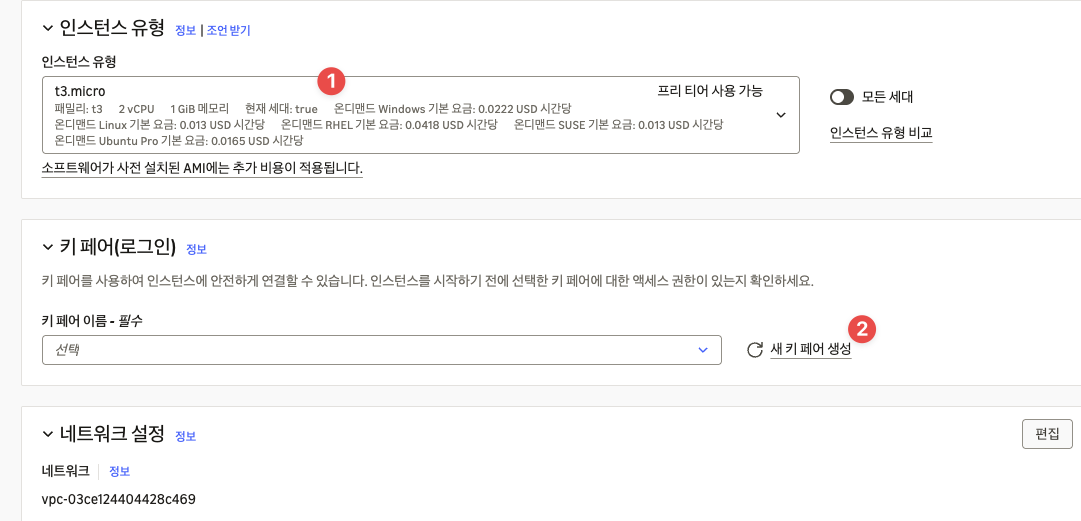 인스턴스 유형 정보 | 조언 받기
인스턴스 유형
1
t3.micro 프리 티어 사용 가능
패밀리: t3 2 vCPU 1 GiB 메모리 현재 세대: true 온디맨드 Windows 기본 요금: 0.0222 USD 시간당
온디맨드 Linux 기본 요금: 0.013 USD 시간당 온디맨드 RHEL 기본 요금: 0.0418 USD 시간당 온디맨드 SUSE 기본 요금: 0.013 USD 시간당
온디맨드 Ubuntu Pro 기본 요금: 0.0165 USD 시간당
모든 세대
인스턴스 유형 비교
소프트웨어가 사전 설치된 AMI에는 추가 비용이 적용됩니다.
키 페어(로그인) 정보
키 페어를 사용하여 인스턴스에 안전하게 연결할 수 있습니다. 인스턴스를 시작하기 전에 선택한 키 페어에 대한 액세스 권한이 있는지 확인하세요.
키 페어 이름 - 필수
선택
2
새 키 페어 생성
네트워크 설정 정보
편집
네트워크 정보
vpc-03ce124404428c469